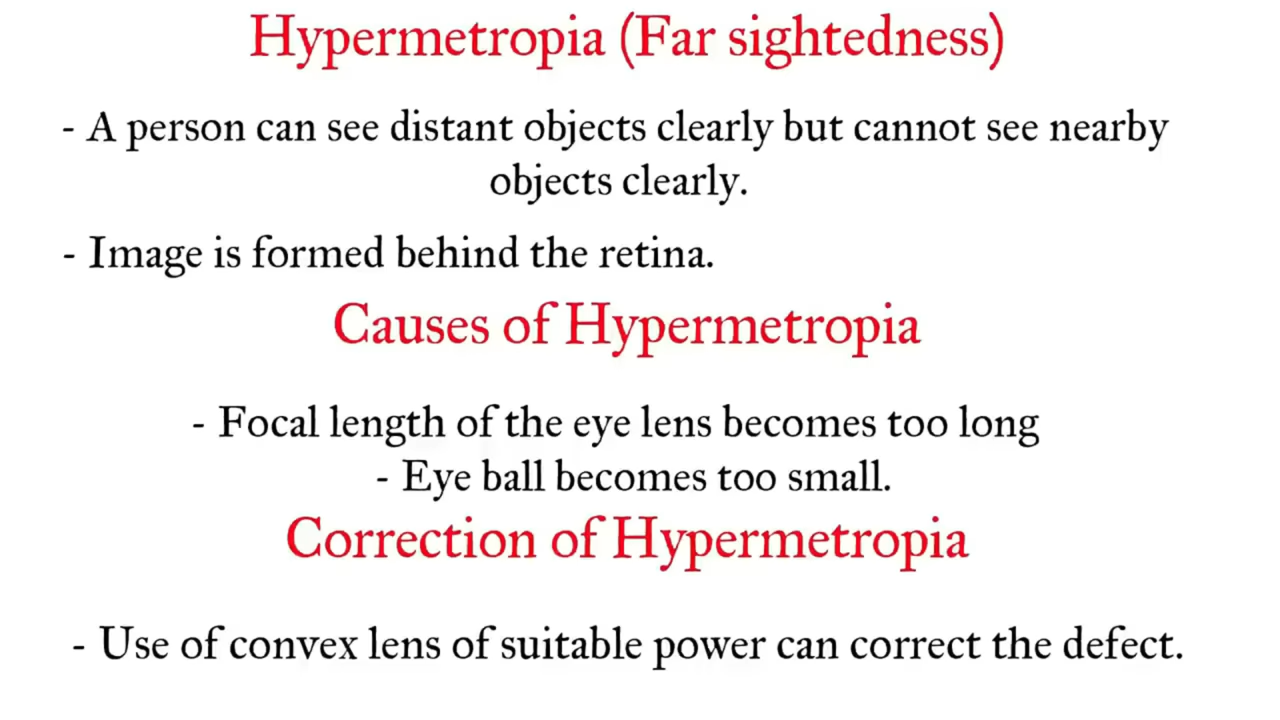 Hypermetropia (Far sightedness)
- A person can see distant objects clearly but cannot see nearby
objects clearly.
- Image is formed behind the retina.
Causes of Hypermetropia
- Focal length of the eye lens becomes too long
- Eye ball becomes too small.
Correction of Hypermetropia
- Use of convex lens of suitable power can correct the defect.